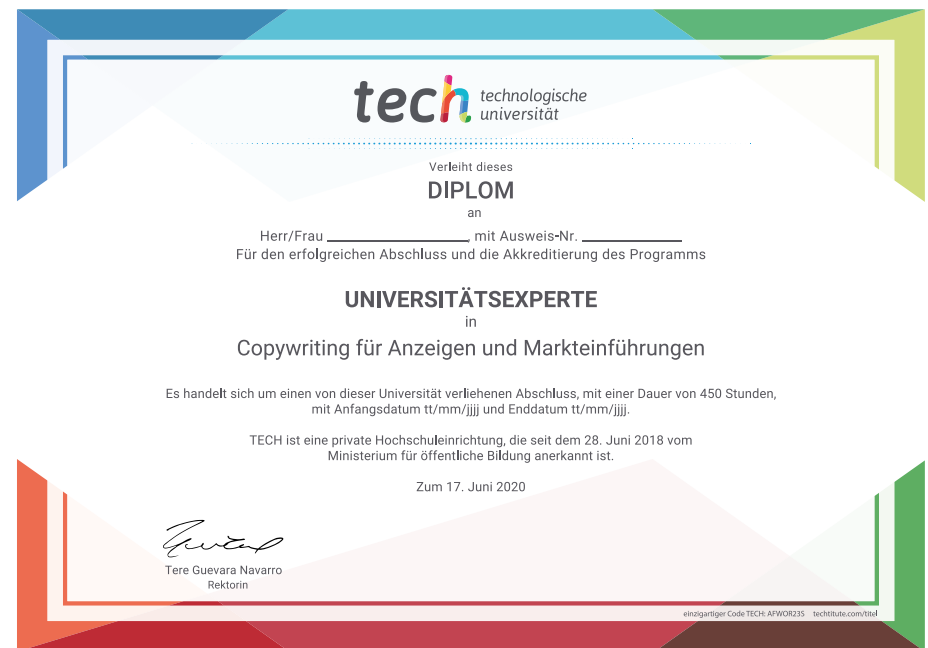 tech technologische
universität
Verleiht dieses
DIPLOM
an
Herr/Frau ____________________, mit Ausweis-Nr. ______________
Für den erfolgreichen Abschluss und die Akkreditierung des Programms
UNIVERSITÄTSEXPERTE
in
Copywriting für Anzeigen und Markteinführungen
Es handelt sich um einen von dieser Universität verliehenen Abschluss, mit einer Dauer von 450 Stunden,
mit Anfangsdatum tt/mm/jjjj und Enddatum tt/mm/jjjj.
TECH ist eine private Hochschuleinrichtung, die seit dem 28. Juni 2018 vom
Ministerium für öffentliche Bildung anerkannt ist.
Zum 17. Juni 2020
Tere Guevara Navarro
Rektorin
einzigartiger Code TECH: AFWOR23S techtitute.com/titel